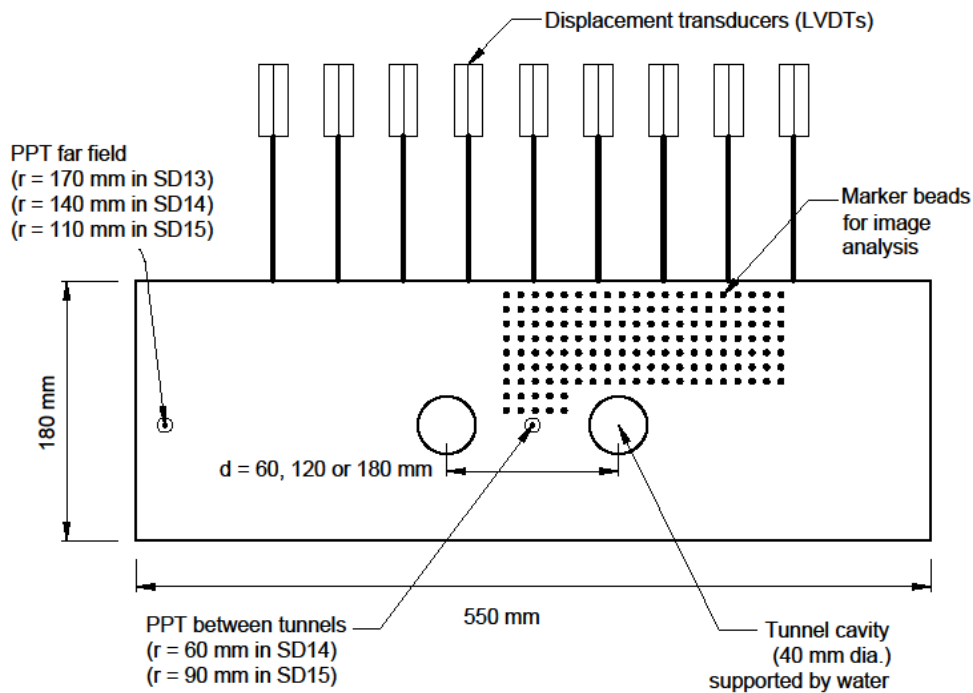 Displacement transducers (LVDTs)
PPT far field
(r = 170 mm in SD13)
(r = 140 mm in SD14)
(r = 110 mm in SD15)
Marker beads
for image
analysis
180 mm
d = 60, 120 or 180 mm
550 mm
PPT between tunnels
(r = 60 mm in SD14)
(r = 90 mm in SD15)
Tunnel cavity
(40 mm dia.)
supported by water